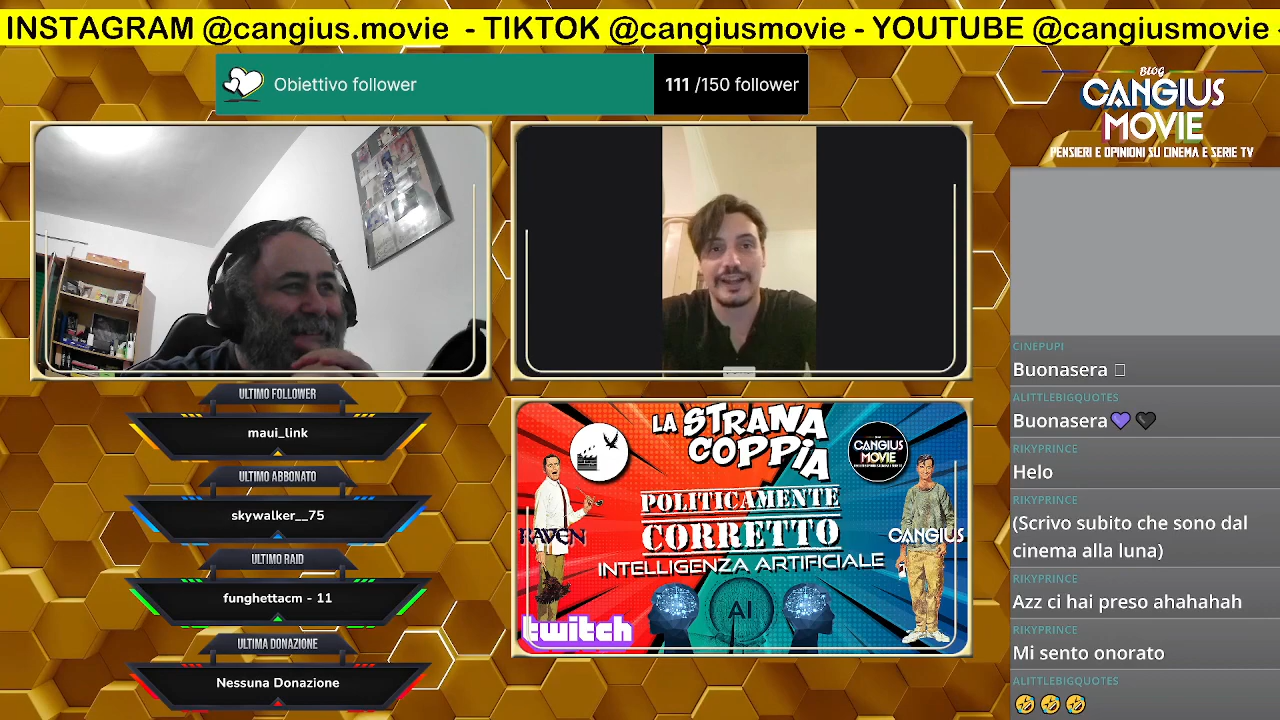 INSTAGRAM @cangius.movie - TIKTOK @cangiusmovie - YOUTUBE @cangiusmovie -
Obiettivo follower
111 /150 follower
BLOG
CANGIUS
MOVIE
PENSIERI E OPINIONI SU CINEMA E SERIE TV
ULTIMO FOLLOWER
maui_link
ULTIMO ABBONATO
skywalker__75
ULTIMO RAID
funghettacm - 11
ULTIMA DONAZIONE
Nessuna Donazione
LA STRANA
COPPIA
CANGIUS
MOVIE
POLITICAMENTE
CORRETTO
INTELLIGENZA ARTIFICIALE
RAVEN
CANGIUS
AI
twitch
CINEPUPI
Buonasera
ALITTLEBIGQUOTES
Buonasera💜🖤
RIKYPRINCE
Helo
RIKYPRINCE
(Scrivo subito che sono dal
cinema alla luna)
RIKYPRINCE
Azz ci hai preso ahahahah
RIKYPRINCE
Mi sento onorato
ALITTLEBIGQUOTES
🤣🤣🤣